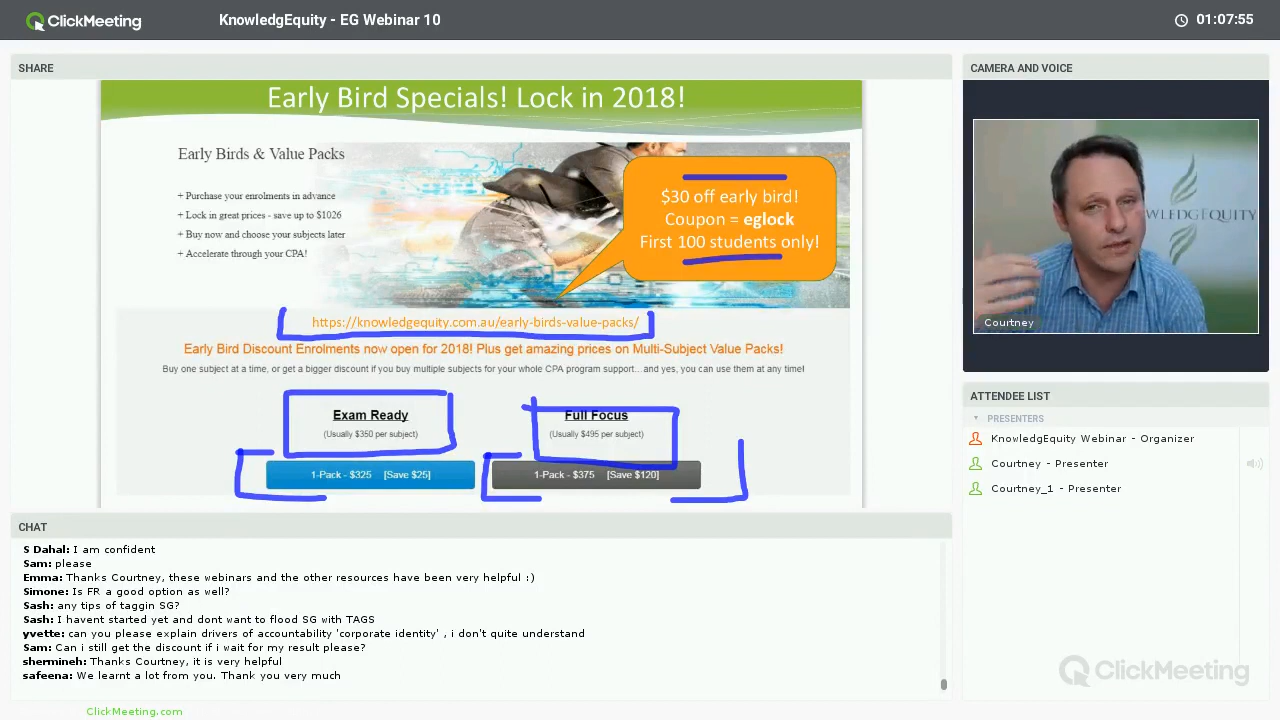 ClickMeeting
KnowledgEquity - EG Webinar 10
01:07:55
SHARE
Early Bird Specials! Lock in 2018!
Early Birds & Value Packs
+ Purchase your enrolments in advance
+ Lock in great prices - save up to $1026
+ Buy now and choose your subjects later
+ Accelerate through your CPA!
$30 off early bird!
Coupon = eglock
First 100 students only!
https://knowledgequity.com.au/early-birds-value-packs/
Early Bird Discount Enrolments now open for 2018! Plus get amazing prices on Multi-Subject Value Packs!
Buy one subject at a time, or get a bigger discount if you buy multiple subjects for your whole CPA program support...and yes, you can use them at any time!
Exam Ready
(Usually $350 per subject)
1-Pack - $325 [Save $25]
Full Focus
(Usually $495 per subject)
1-Pack - $375 [Save $120]
CAMERA AND VOICE
WLEDGEQUITY
Courtney
ATTENDEE LIST
PRESENTERS
KnowledgEquity Webinar - Organizer
Courtney - Presenter
Courtney_1 - Presenter
CHAT
S Dahal: I am confident
Sam: please
Emma: Thanks Courtney, these webinars and the other resources have been very helpful :)
Simone: Is FR a good option as well?
Sash: any tips of taggin SG?
Sash: I havent started yet and dont want to flood SG with TAGS
yvette: can you please explain drivers of accountability 'corporate identity' , i don't quite understand
Sam: Can i still get the discount if i wait for my result please?
shermineh: Thanks Courtney, it is very helpful
safeena: We learnt a lot from you. Thank you very much
ClickMeeting
ClickMeeting.com